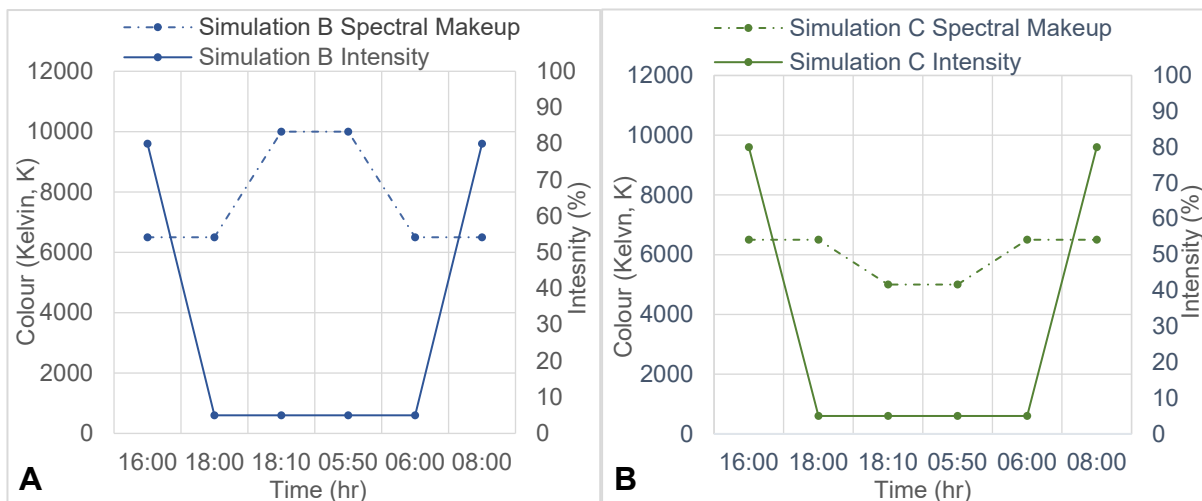 Simulation B Spectral Makeup
Simulation B Intensity
12000
10000
8000
6000
4000
2000
0
Colour (Kelvin, K)
100
90
80
70
60
50
40
30
20
10
0
Intesnity (%)
16:00 18:00 18:10 05:50 06:00 08:00
Time (hr)
A
Simulation C Spectral Makeup
Simulation C Intensity
12000
10000
8000
6000
4000
2000
0
Colour (Kelvn, K)
100
90
80
70
60
50
40
30
20
10
0
Intensity (%)
16:00 18:00 18:10 05:50 06:00 08:00
Time (hr)
B